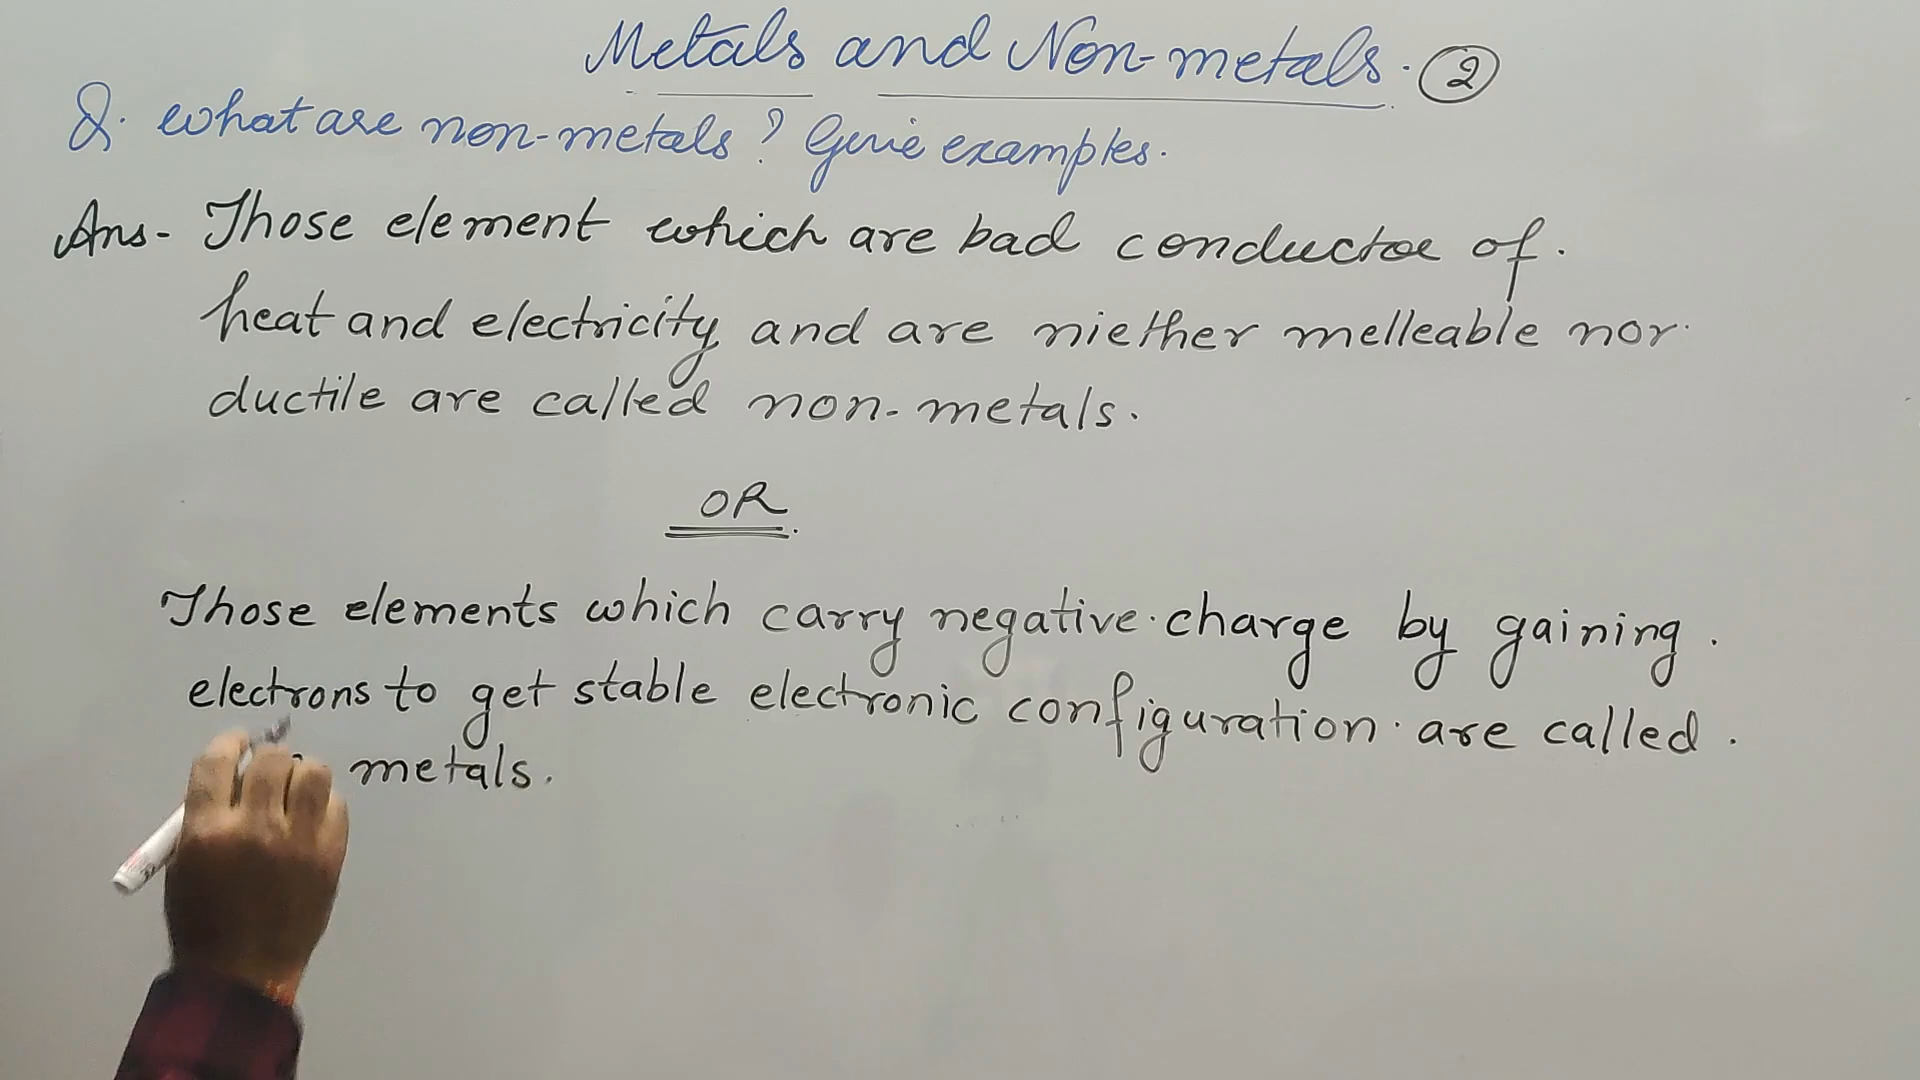 Metals and Non-metals. 2
Q. what are non-metals? Give examples.
Ans- Those element which are bad conductor of.
heat and electricity and are niether melleable nor
ductile are called non-metals.
OR
Those elements which carry negative charge by gaining.
electrons to get stable electronic configuration are called.
metals.